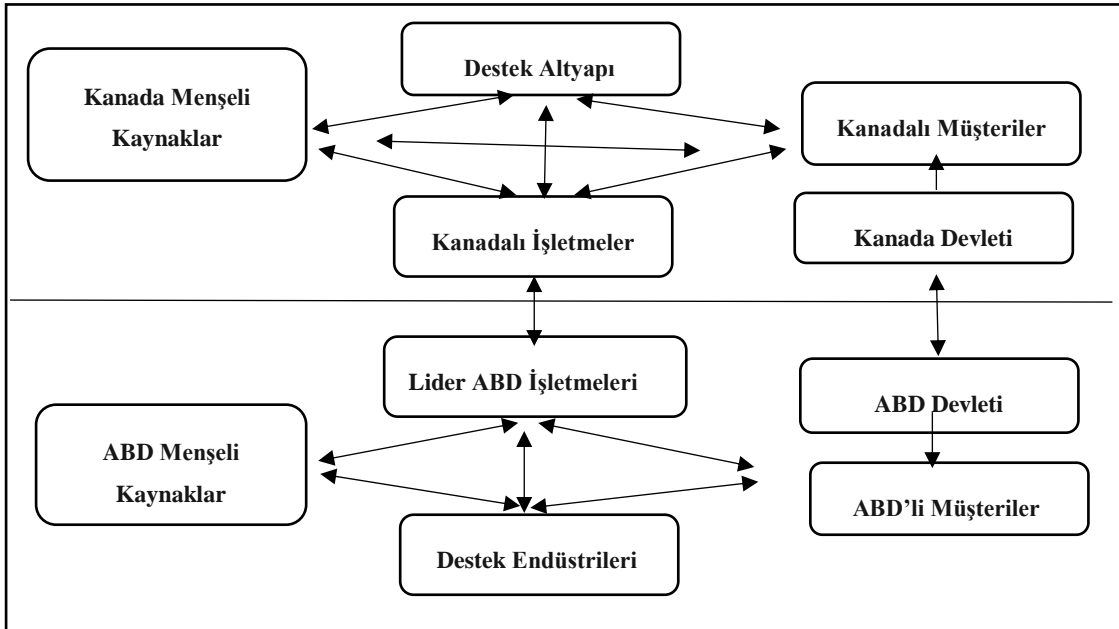 Destek Altyapı
Kanada Menşeli
Kaynaklar
Kanadalı Müşteriler
Kanadalı İşletmeler
Kanada Devleti
Lider ABD İşletmeleri
ABD Devleti
ABD Menşeli
Kaynaklar
ABD’li Müşteriler
Destek Endüstrileri